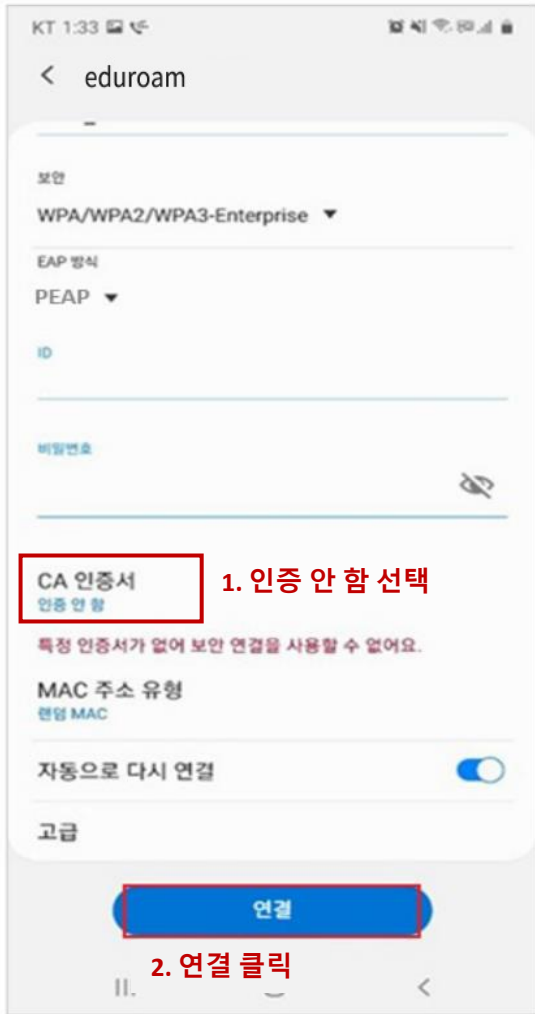 KT 1:33
eduroam
보안
WPA/WPA2/WPA3-Enterprise
EAP 방식
PEAP
ID
비밀번호
CA 인증서
인증 안 함
1. 인증 안 함 선택
특정 인증서가 없어 보안 연결을 사용할 수 없어요.
MAC 주소 유형
랜덤 MAC
자동으로 다시 연결
고급
연결
2. 연결 클릭